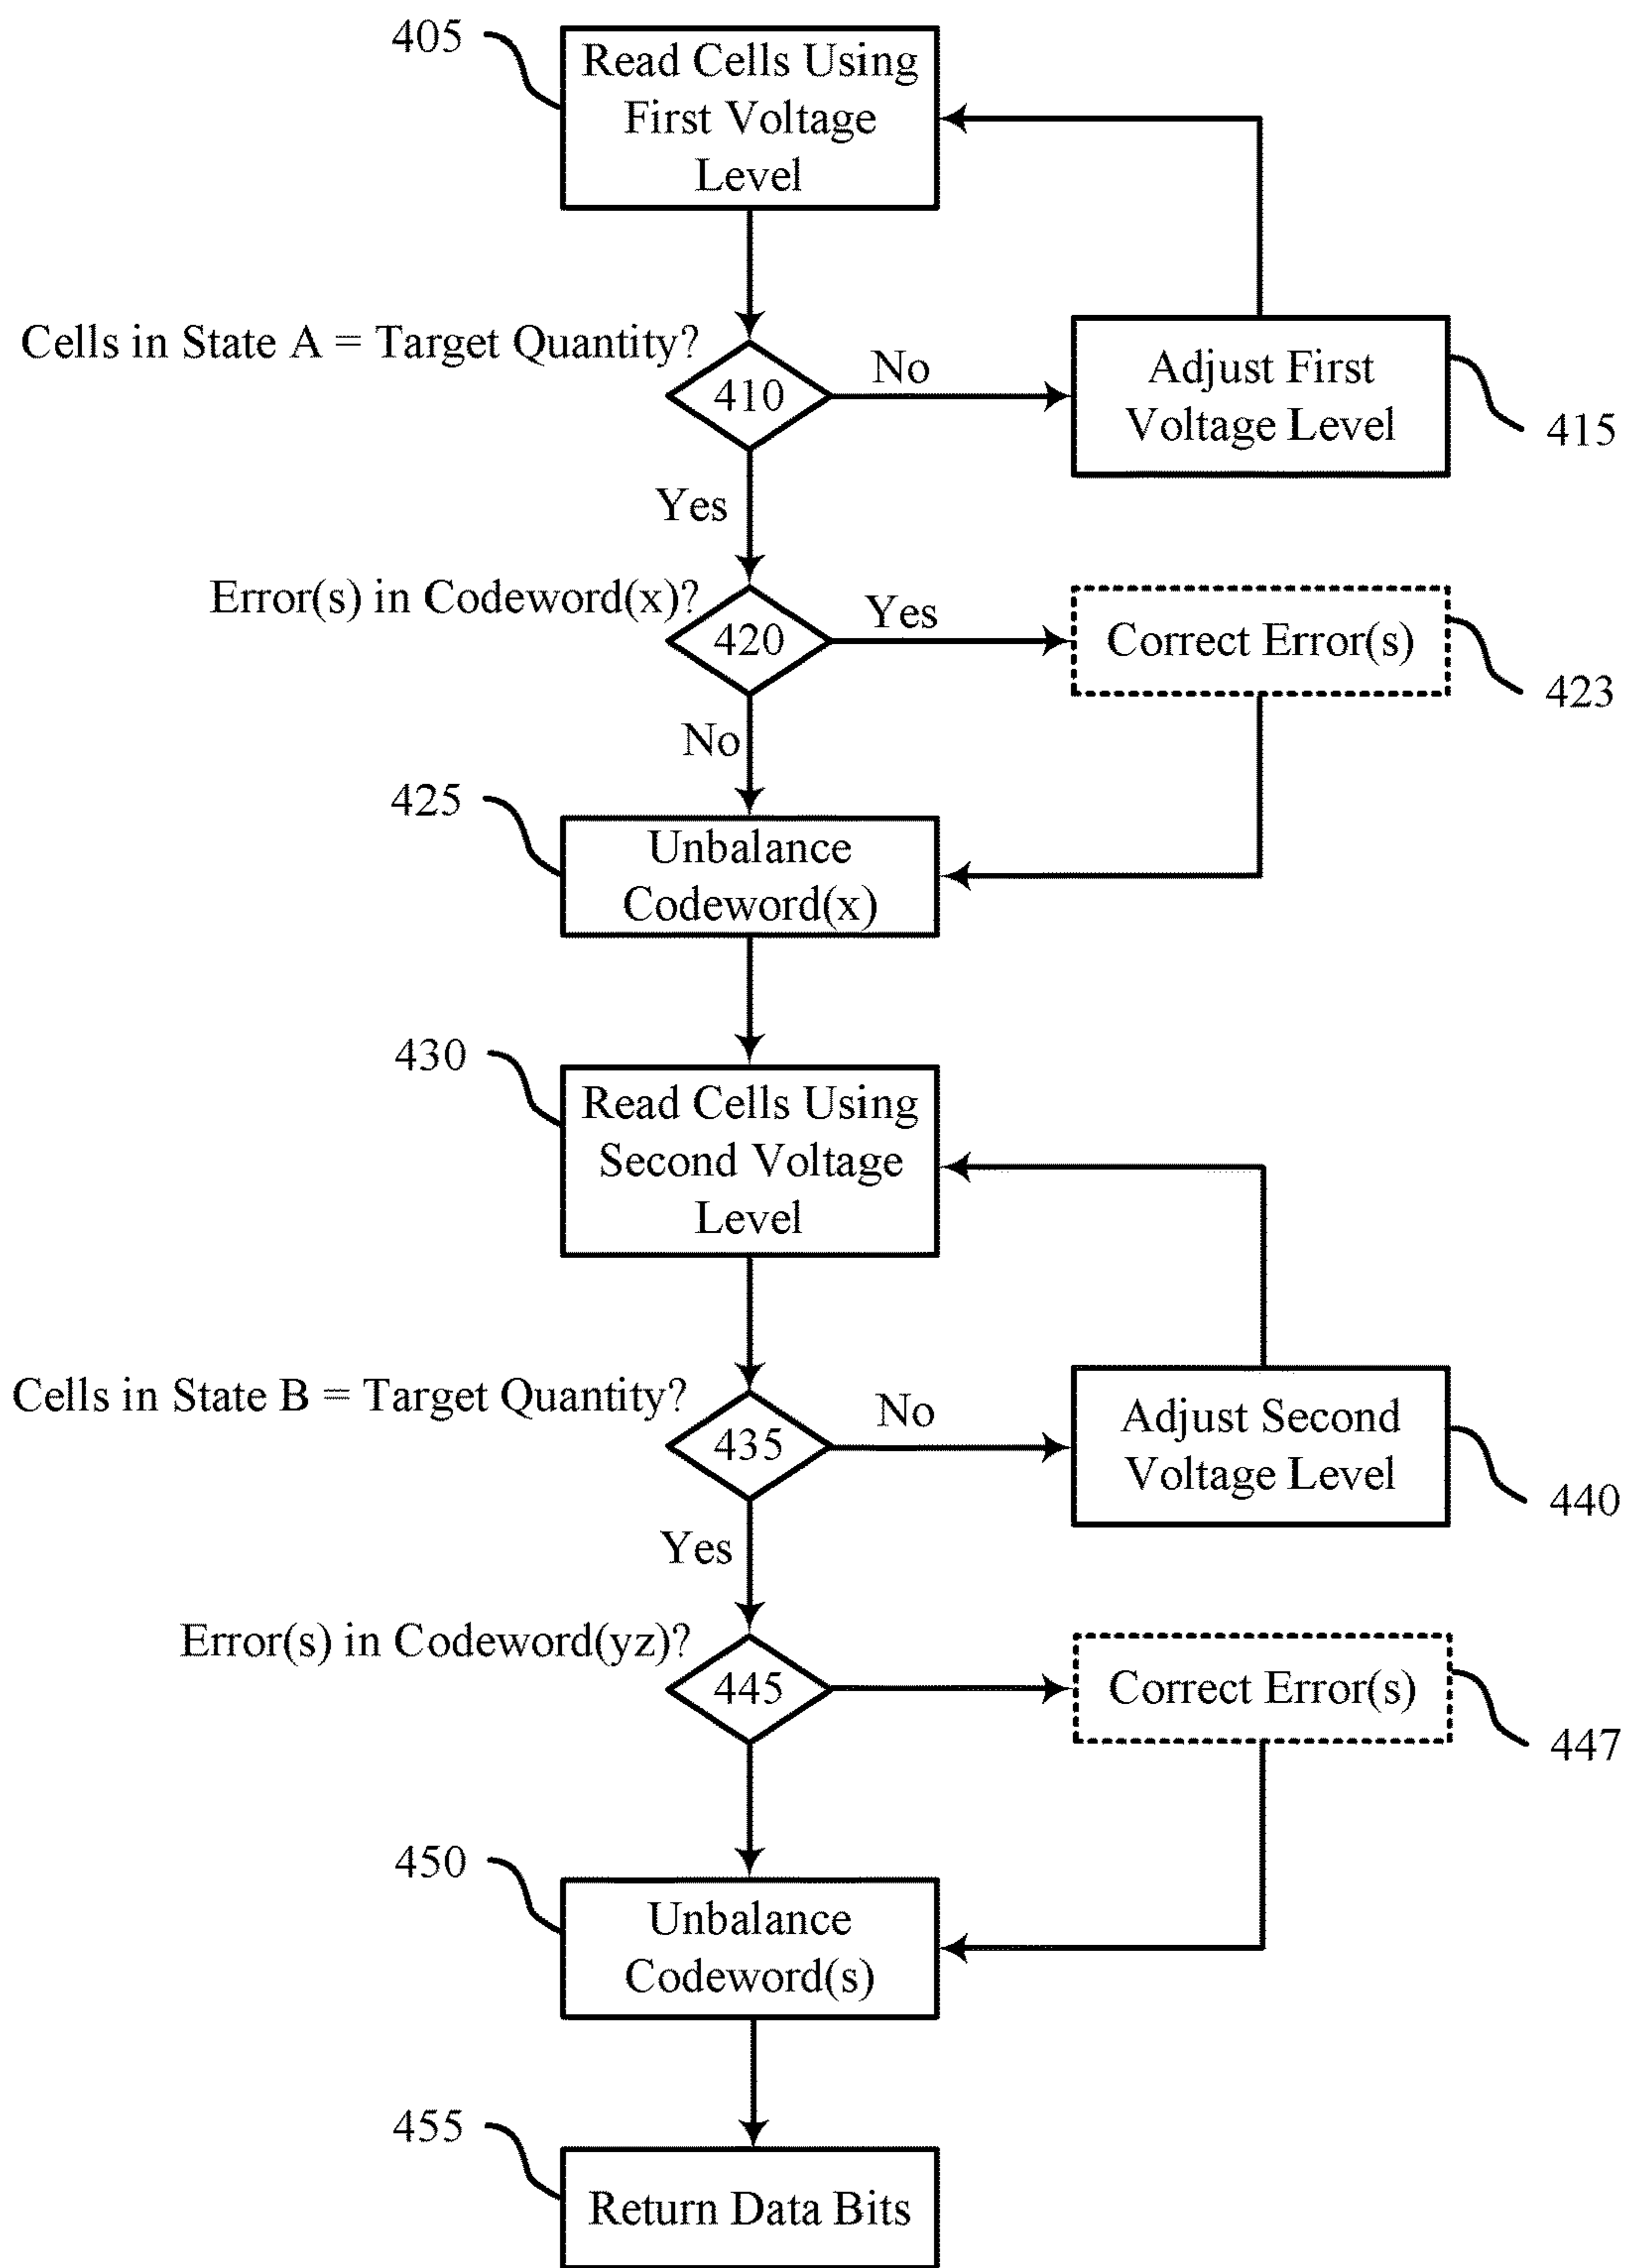 405
Read Cells Using
First Voltage
Level
Cells in State A = Target Quantity?
410
No
Adjust First
Voltage Level
415
Yes
Error(s) in Codeword(x)?
420
Yes
Correct Error(s)
423
No
425
Unbalance
Codeword(x)
430
Read Cells Using
Second Voltage
Level
Cells in State B = Target Quantity?
435
No
Adjust Second
Voltage Level
440
Yes
Error(s) in Codeword(yz)?
445
Correct Error(s)
447
450
Unbalance
Codeword(s)
455
Return Data Bits